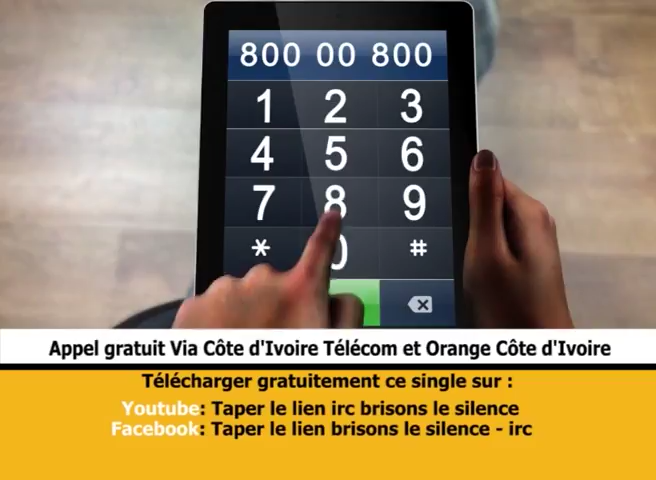 800 00 800
1 2 3
4 5 6
7 8 9
* 0 #
Appel gratuit Via Côte d'Ivoire Télécom et Orange Côte d'Ivoire
Télécharger gratuitement ce single sur :
Youtube: Taper le lien irc brisons le silence
Facebook: Taper le lien brisons le silence - irc